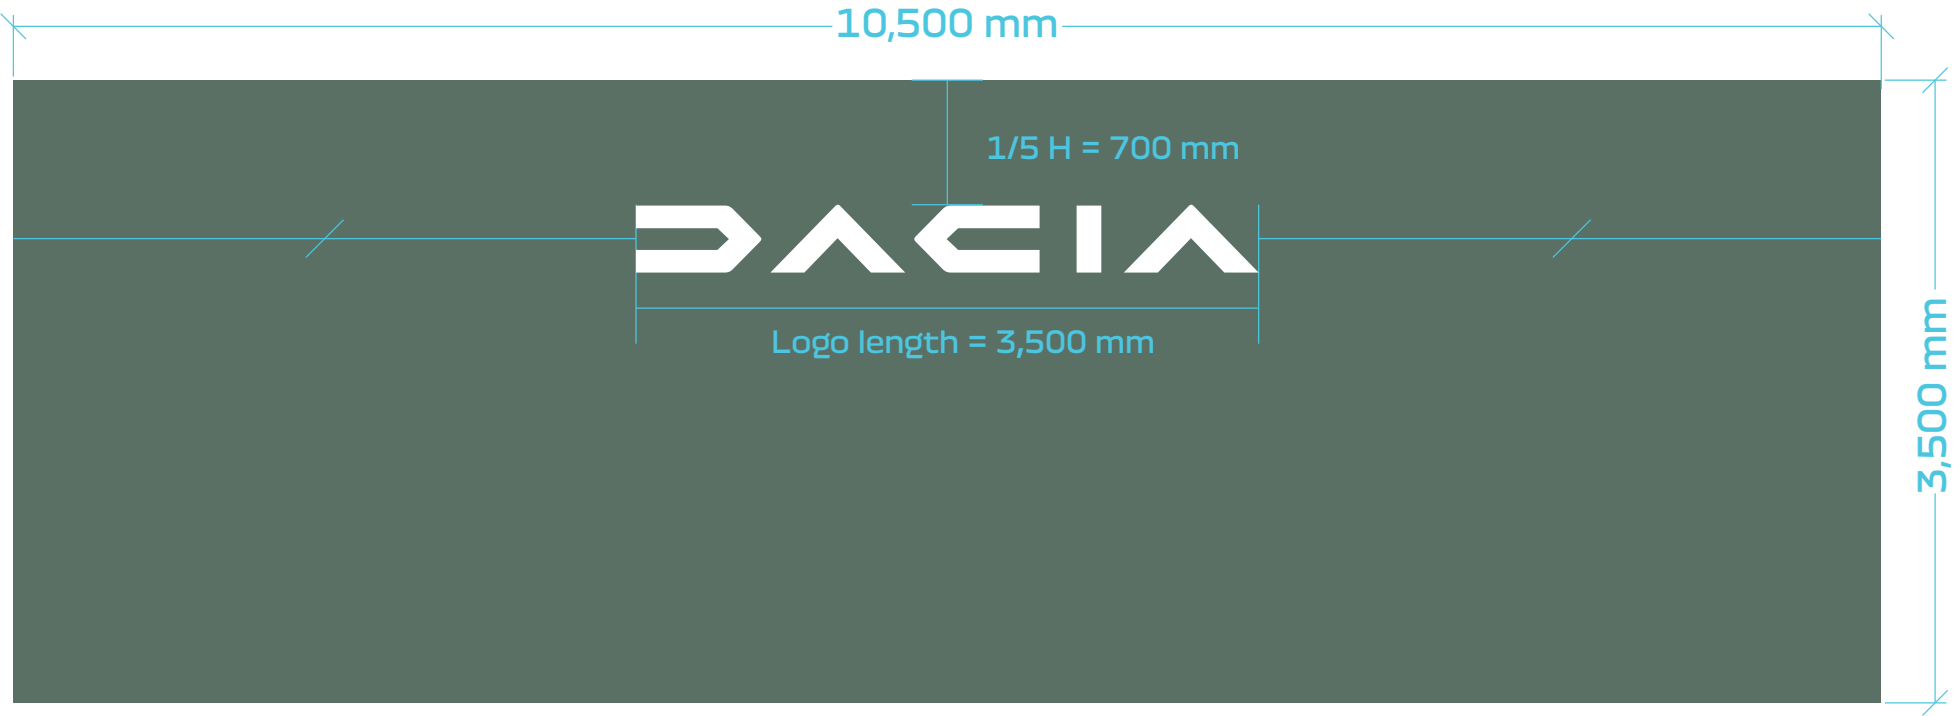 10,500 mm
1/5 H = 700 mm
DACIA
Logo length = 3,500 mm
3,500 mm